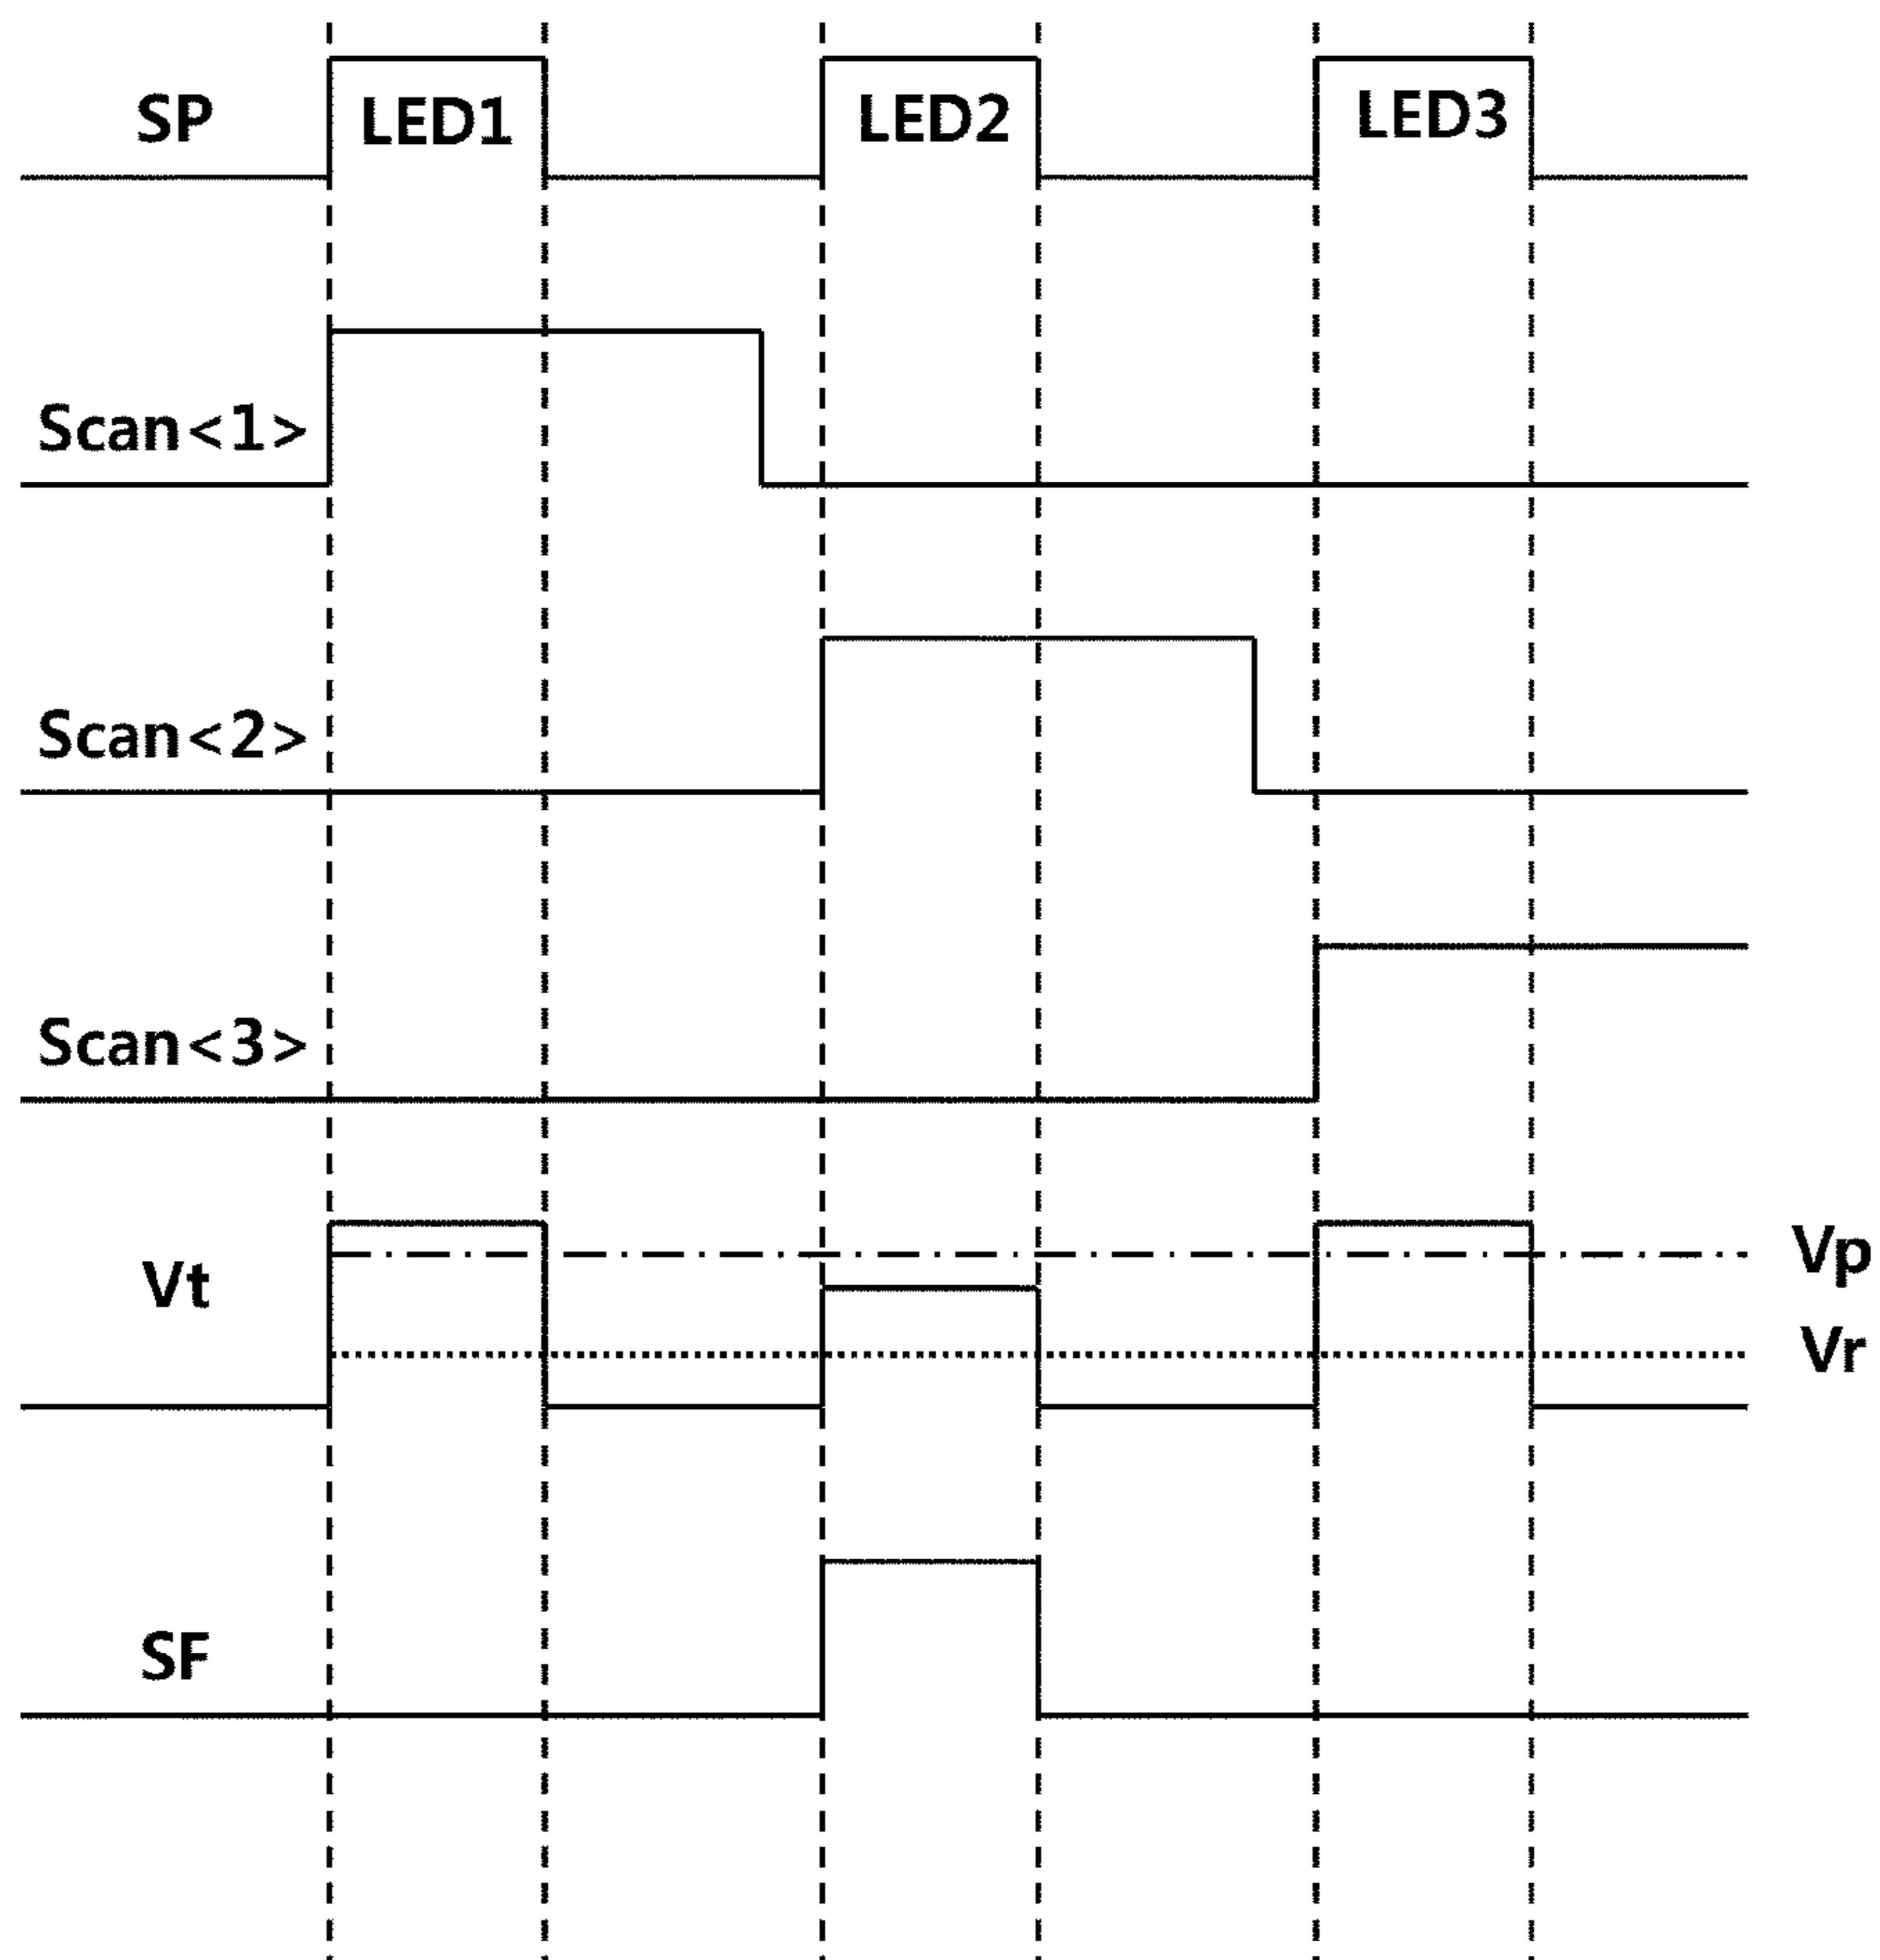 SP LED1 LED2 LED3
Scan<1>
Scan<2>
Scan<3>
Vt Vp
Vr
SF